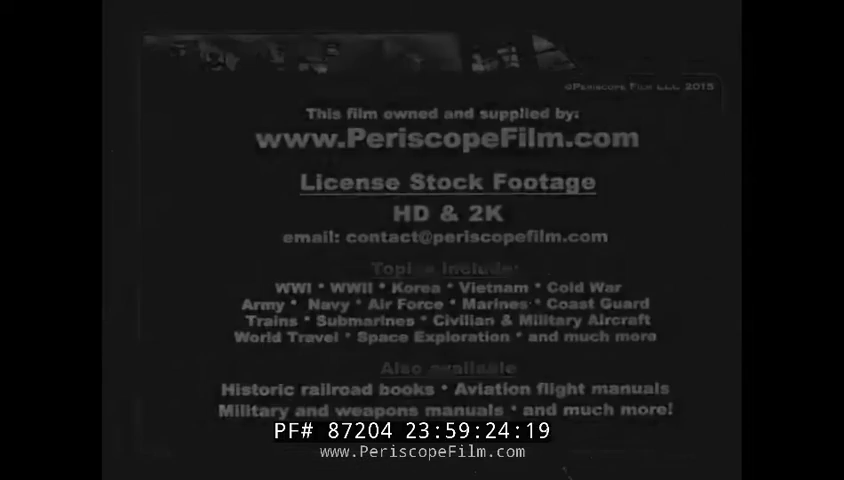 ©Periscope Film LLC 2015
This film owned and supplied by:
www.PeriscopeFilm.com
License Stock Footage
HD & 2K
email: contact@periscopefilm.com
Topics include:
WWI * WWII * Korea * Vietnam * Cold War
Army * Navy * Air Force * Marines * Coast Guard
Trains * Submarines * Civilian & Military Aircraft
World Travel * Space Exploration * and much more
Also available
Historic railroad books * Aviation flight manuals
Military and weapons manuals * and much more!
PF# 87204 23:59:24:19
www.PeriscopeFilm.com